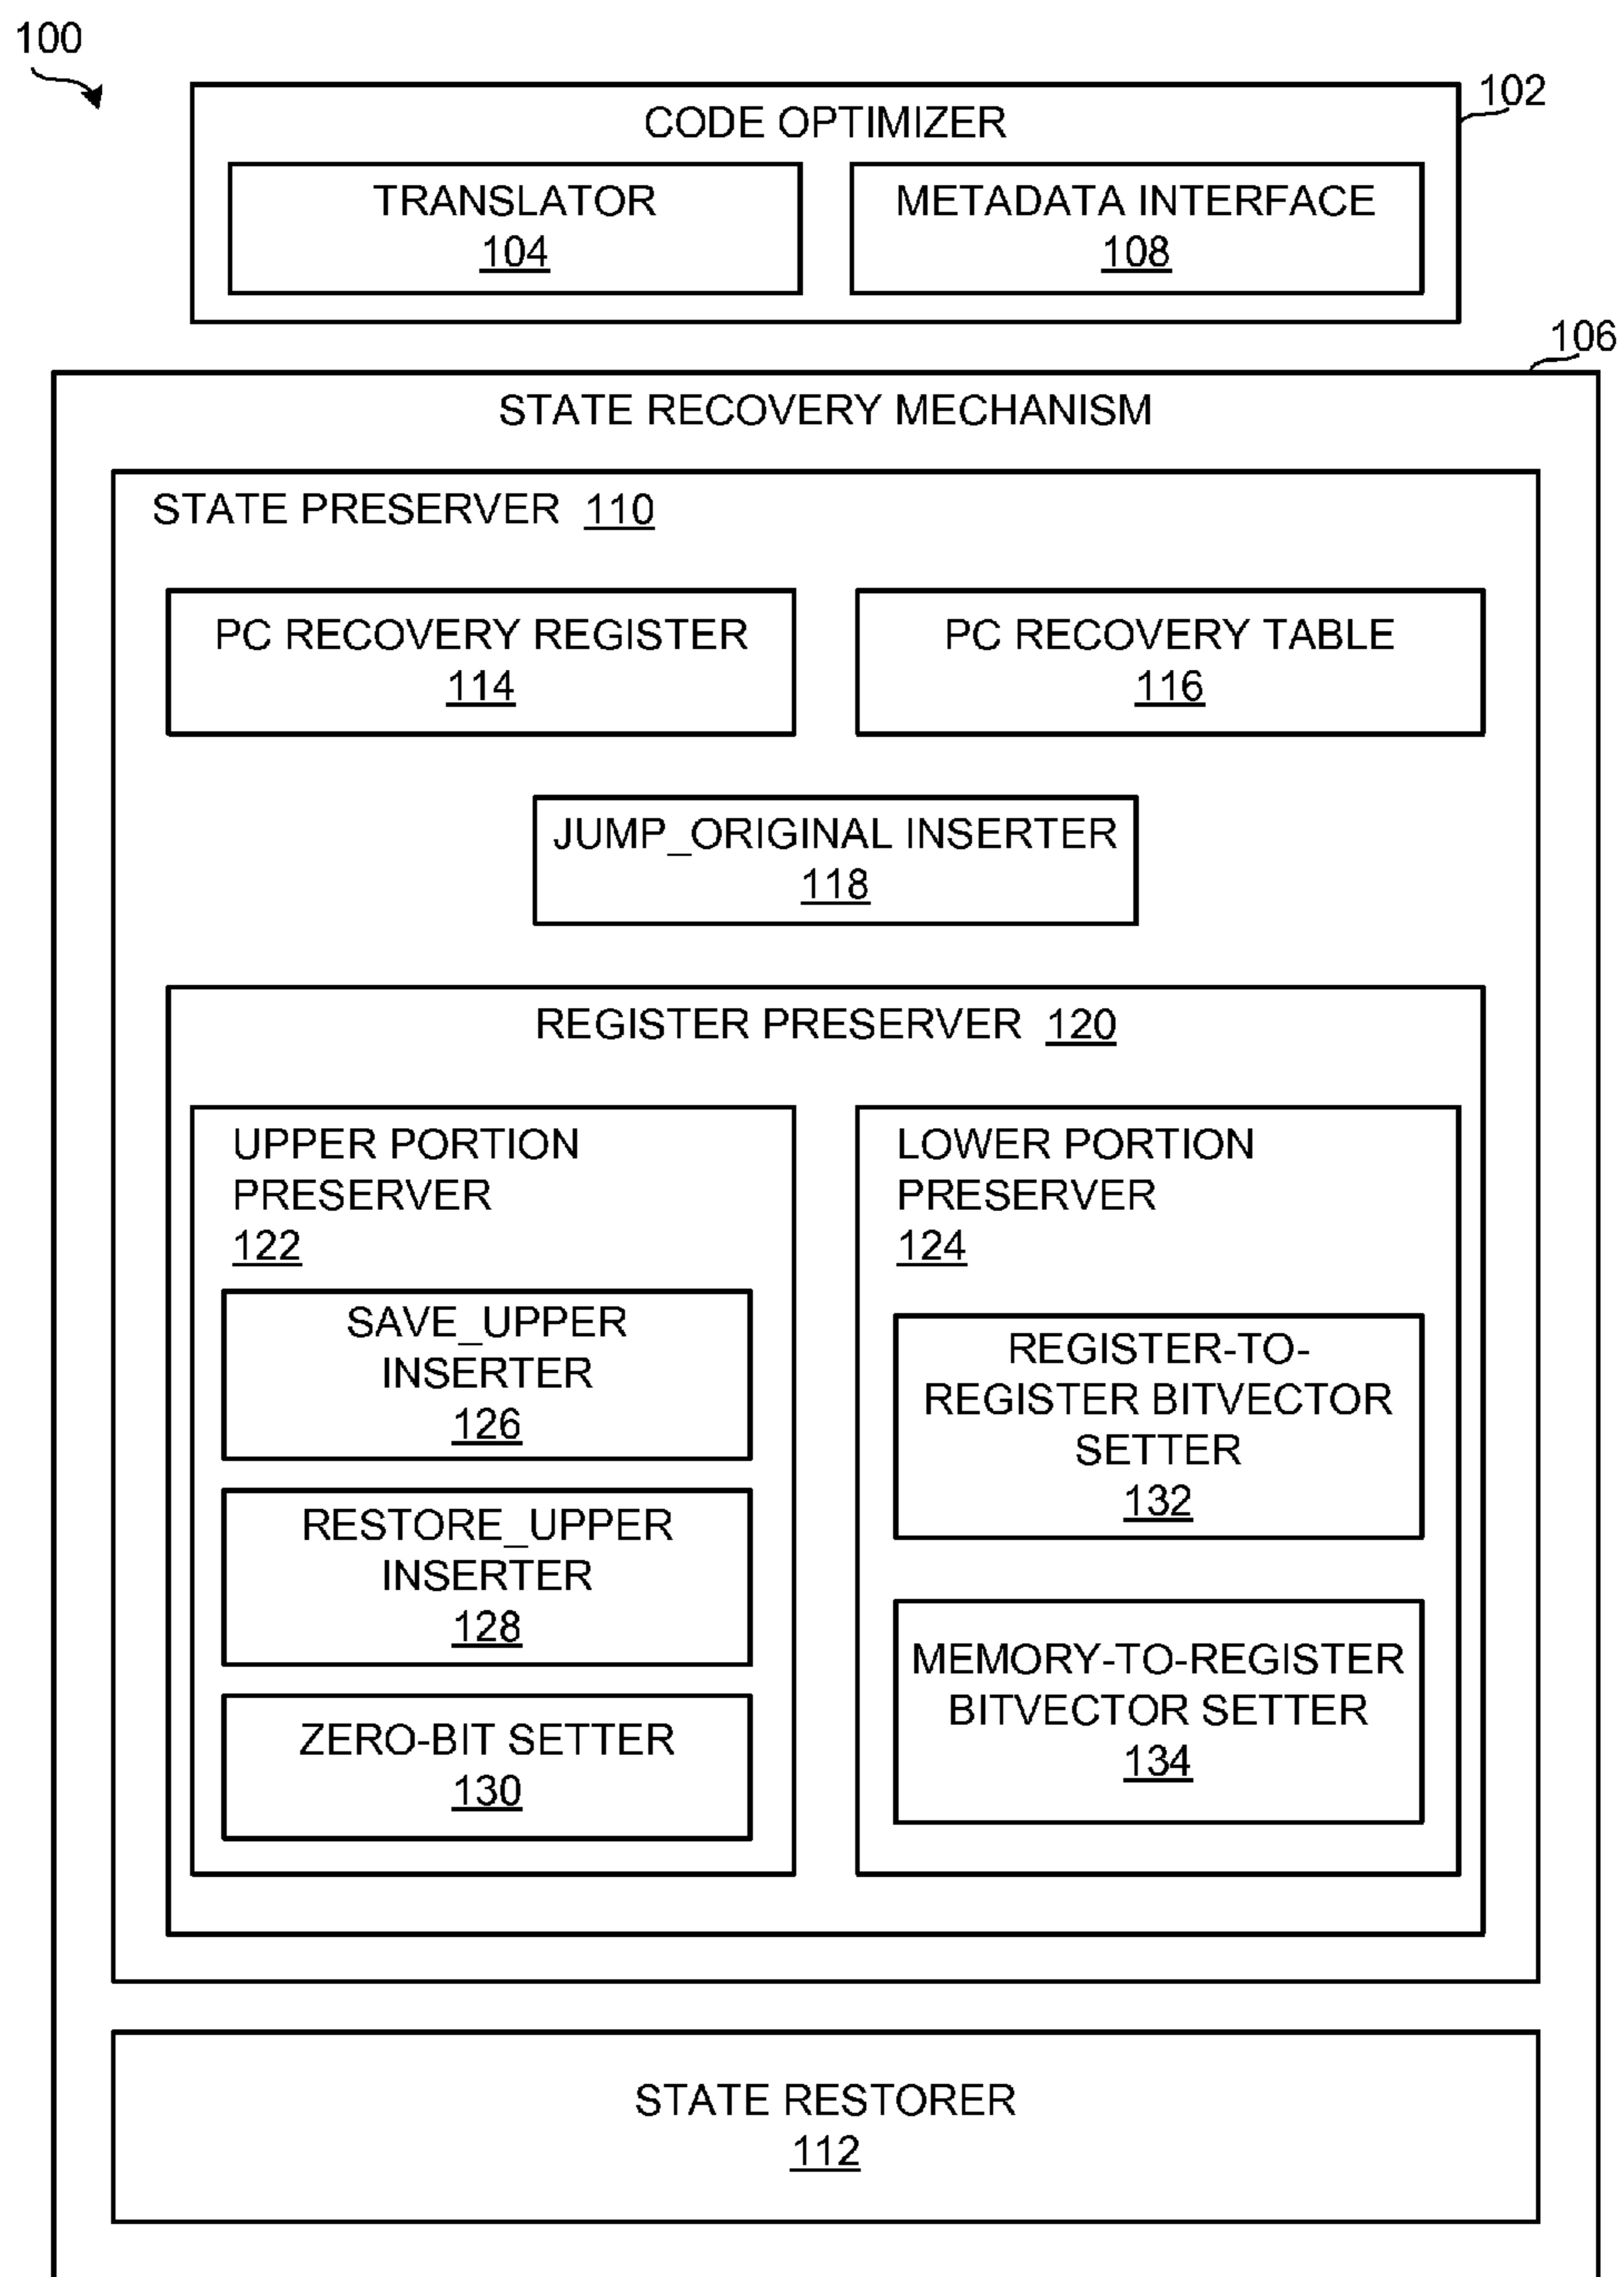 100
102
CODE OPTIMIZER
TRANSLATOR
104
METADATA INTERFACE
108
106
STATE RECOVERY MECHANISM
STATE PRESERVER 110
PC RECOVERY REGISTER
114
PC RECOVERY TABLE
116
JUMP_ORIGINAL INSERTER
118
REGISTER PRESERVER 120
UPPER PORTION
PRESERVER
122
SAVE_UPPER
INSERTER
126
RESTORE_UPPER
INSERTER
128
ZERO-BIT SETTER
130
LOWER PORTION
PRESERVER
124
REGISTER-TO-
REGISTER BITVECTOR
SETTER
132
MEMORY-TO-REGISTER
BITVECTOR SETTER
134
STATE RESTORER
112